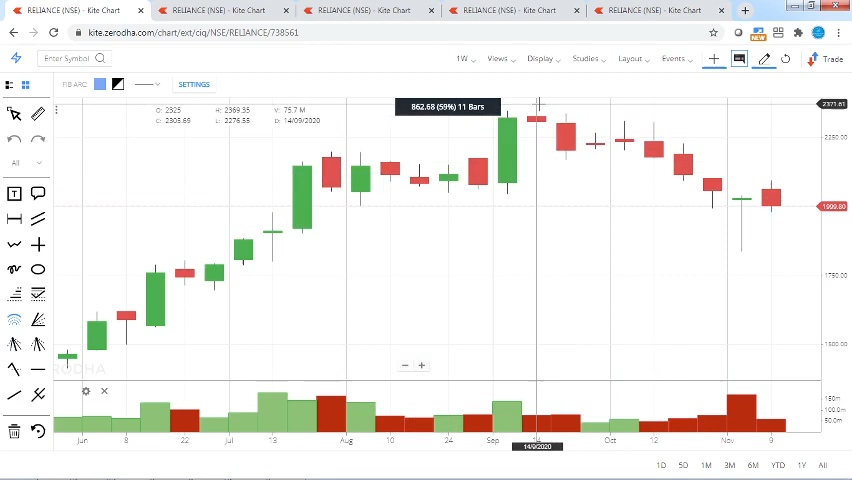 RELIANCE (NSE) - Kite Chart
RELIANCE (NSE) - Kite Chart
RELIANCE (NSE) - Kite Chart
RELIANCE (NSE) - Kite Chart
RELIANCE (NSE) - Kite Chart
kite.zerodha.com/chart/ext/ciq/NSE/RELIANCE/738561
NEW
Enter Symbol
1W
Views
Display
Studies
Layout
Events
Trade
FIB ARC:
SETTINGS
O: 2325 H: 2369.35 V: 75.7 M
C: 2305.69 L: 2276.55 D: 14/09/2020
862.68 (59%) 11 Bars
2371.61
2250.00
1999.80
1750.00
1500.00
All
T
RODHA
150m
100.0m
50.0m
Jun 8 22 Jul 13 Aug 10 24 Sep 14 Oct 12 Nov 9
14/9/2020
1D 5D 1M 3M 6M YTD 1Y All